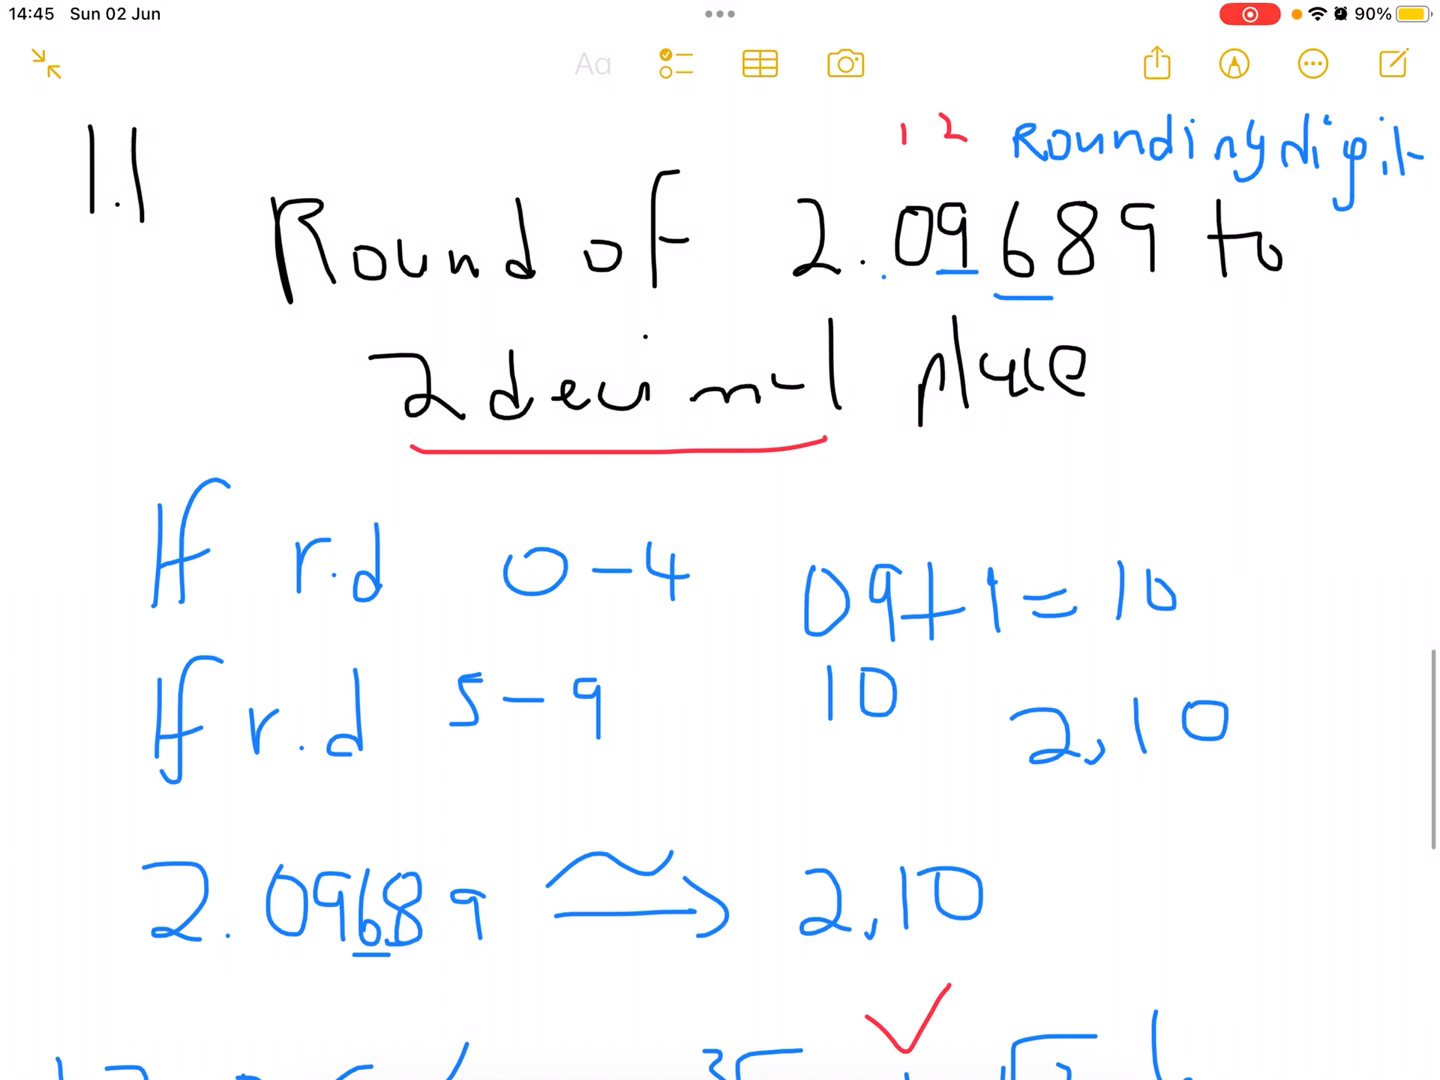 14:45 Sun 02 Jun
90%
Aa
1 2 Rounding digit
1.1
Round of 2.09689 to
2 decimal place
If r.d 0-4
09+1=10
If r.d 5-9
10
2,10
2.09689 ≅> 2,10